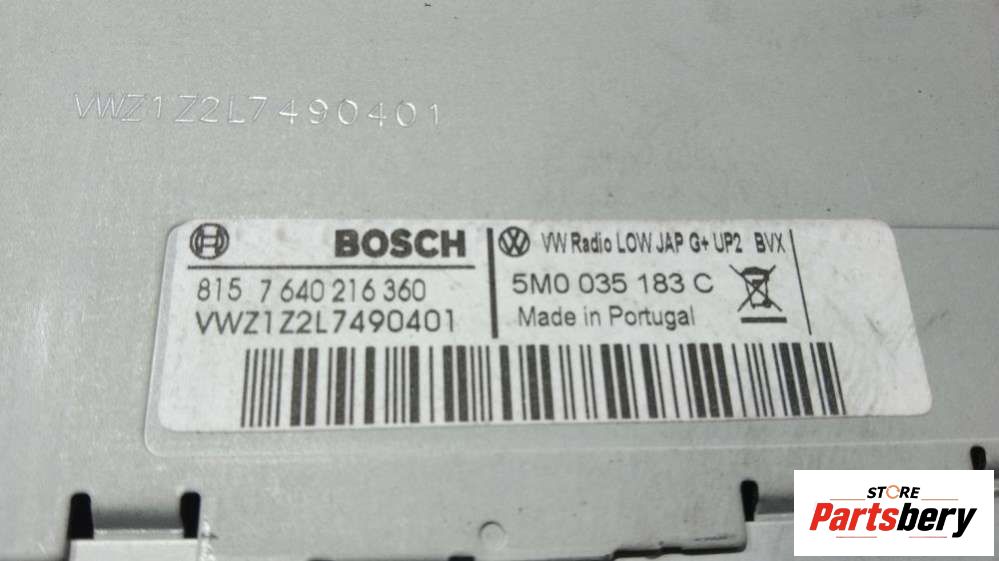 VWZ1Z2L7490401
BOSCH
815 7 640 216 360
VWZ1Z2L7490401
VW Radio LOW JAP G+ UP2 BVX
5M0 035 183 C
Made in Portugal
STORE
Partsbery